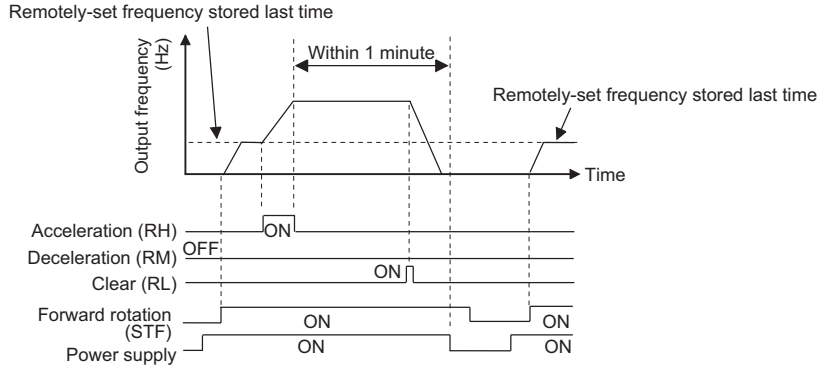 Remotely-set frequency stored last time
Output frequency
(Hz)
Within 1 minute
Remotely-set frequency stored last time
Time
Acceleration (RH)
ON
Deceleration (RM)
OFF
Clear (RL)
ON
Forward rotation
(STF)
ON
ON
Power supply
ON
ON